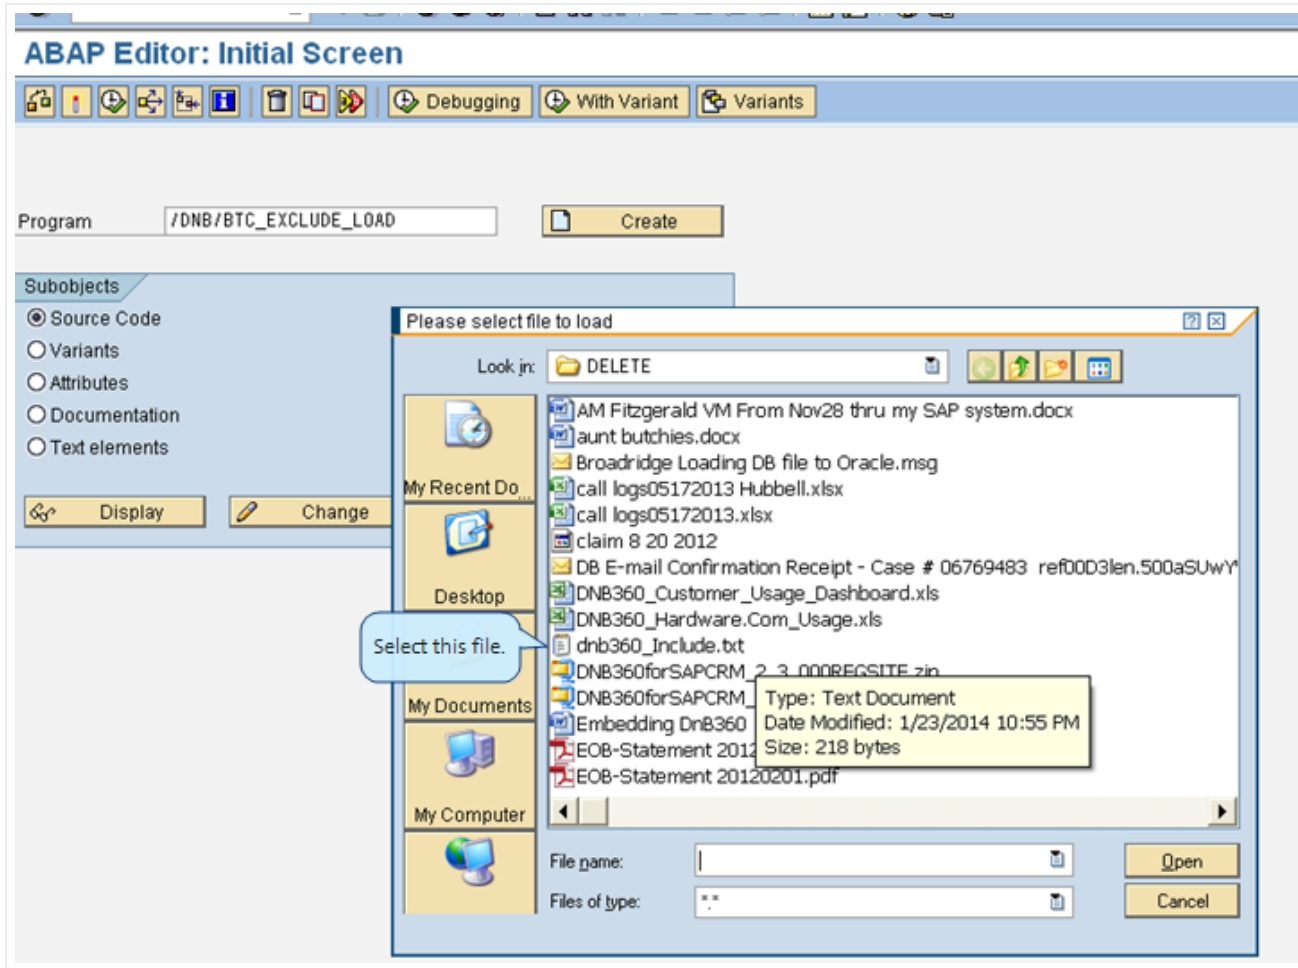 ABAP Editor: Initial Screen
Debugging
With Variant
Variants
Program
/DNB/BTC_EXCLUDE_LOAD
Create
Subobjects
Source Code
Variants
Attributes
Documentation
Text elements
Display
Change
Please select file to load
Look in:
DELETE
My Recent Do...
Desktop
My Documents
My Computer
AM Fitzgerald VM From Nov28 thru my SAP system.docx
aunt butchies.docx
Broadridge Loading DB file to Oracle.msg
call logs05172013 Hubbell.xlsx
call logs05172013.xlsx
claim 8 20 2012
DB E-mail Confirmation Receipt - Case # 06769483 ref00D3len.500aSUwY
DNB360_Customer_Usage_Dashboard.xls
DNB360_Hardware.Com_Usage.xls
Select this file.
dnb360_Include.txt
DNB360forSAPCRM_2_3_000REGSITE.zip
DNB360forSAPCRM_
Embedding DnB360
EOB-Statement 2012
EOB-Statement 20120201.pdf
Type: Text Document
Date Modified: 1/23/2014 10:55 PM
Size: 218 bytes
File name:
Open
Files of type:
*.*
Cancel